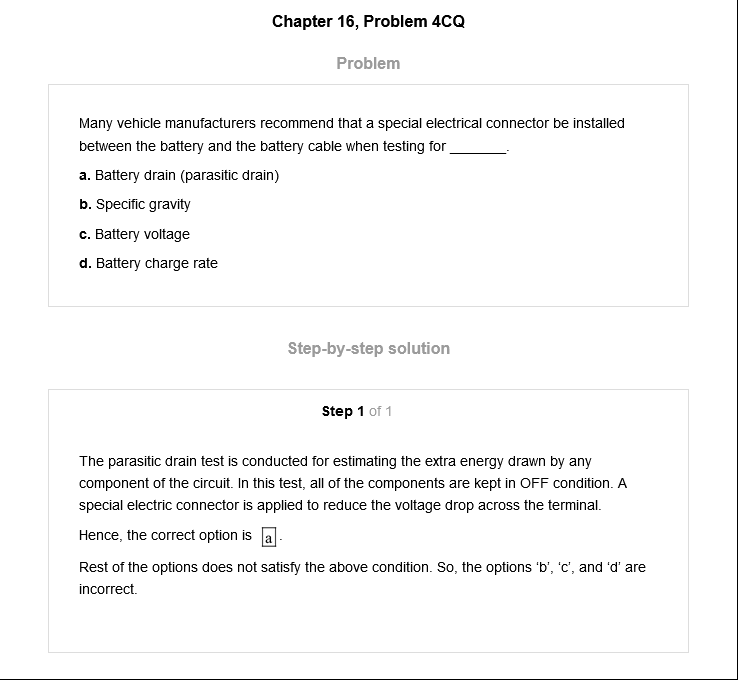 Chapter 16, Problem 4CQ
Problem
Many vehicle manufacturers recommend that a special electrical connector be installed
between the battery and the battery cable when testing for _______.
a. Battery drain (parasitic drain)
b. Specific gravity
c. Battery voltage
d. Battery charge rate
Step-by-step solution
Step 1 of 1
The parasitic drain test is conducted for estimating the extra energy drawn by any
component of the circuit. In this test, all of the components are kept in OFF condition. A
special electric connector is applied to reduce the voltage drop across the terminal.
Hence, the correct option is a.
Rest of the options does not satisfy the above condition. So, the options ‘b’, ‘c’, and ‘d’ are
incorrect.